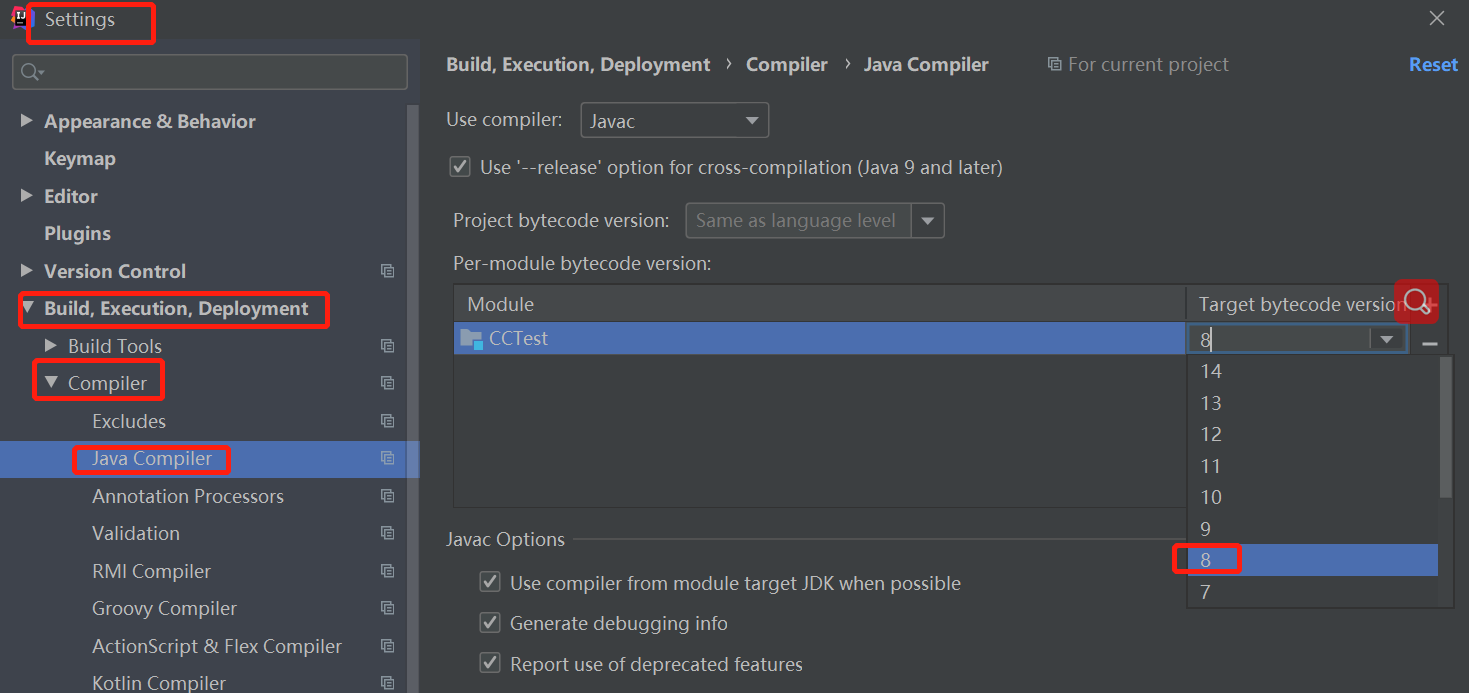 Settings
Appearance & Behavior
Keymap
Editor
Plugins
Version Control
Build, Execution, Deployment
Build Tools
Compiler
Excludes
Java Compiler
Annotation Processors
Validation
RMI Compiler
Groovy Compiler
ActionScript & Flex Compiler
Kotlin Compiler
Build, Execution, Deployment › Compiler › Java Compiler
For current project
Reset
Use compiler: Javac
Use '--release' option for cross-compilation (Java 9 and later)
Project bytecode version: Same as language level
Per-module bytecode version:
Module Target bytecode version
CCTest 8
14
13
12
11
10
9
8
7
Javac Options
Use compiler from module target JDK when possible
Generate debugging info
Report use of deprecated features